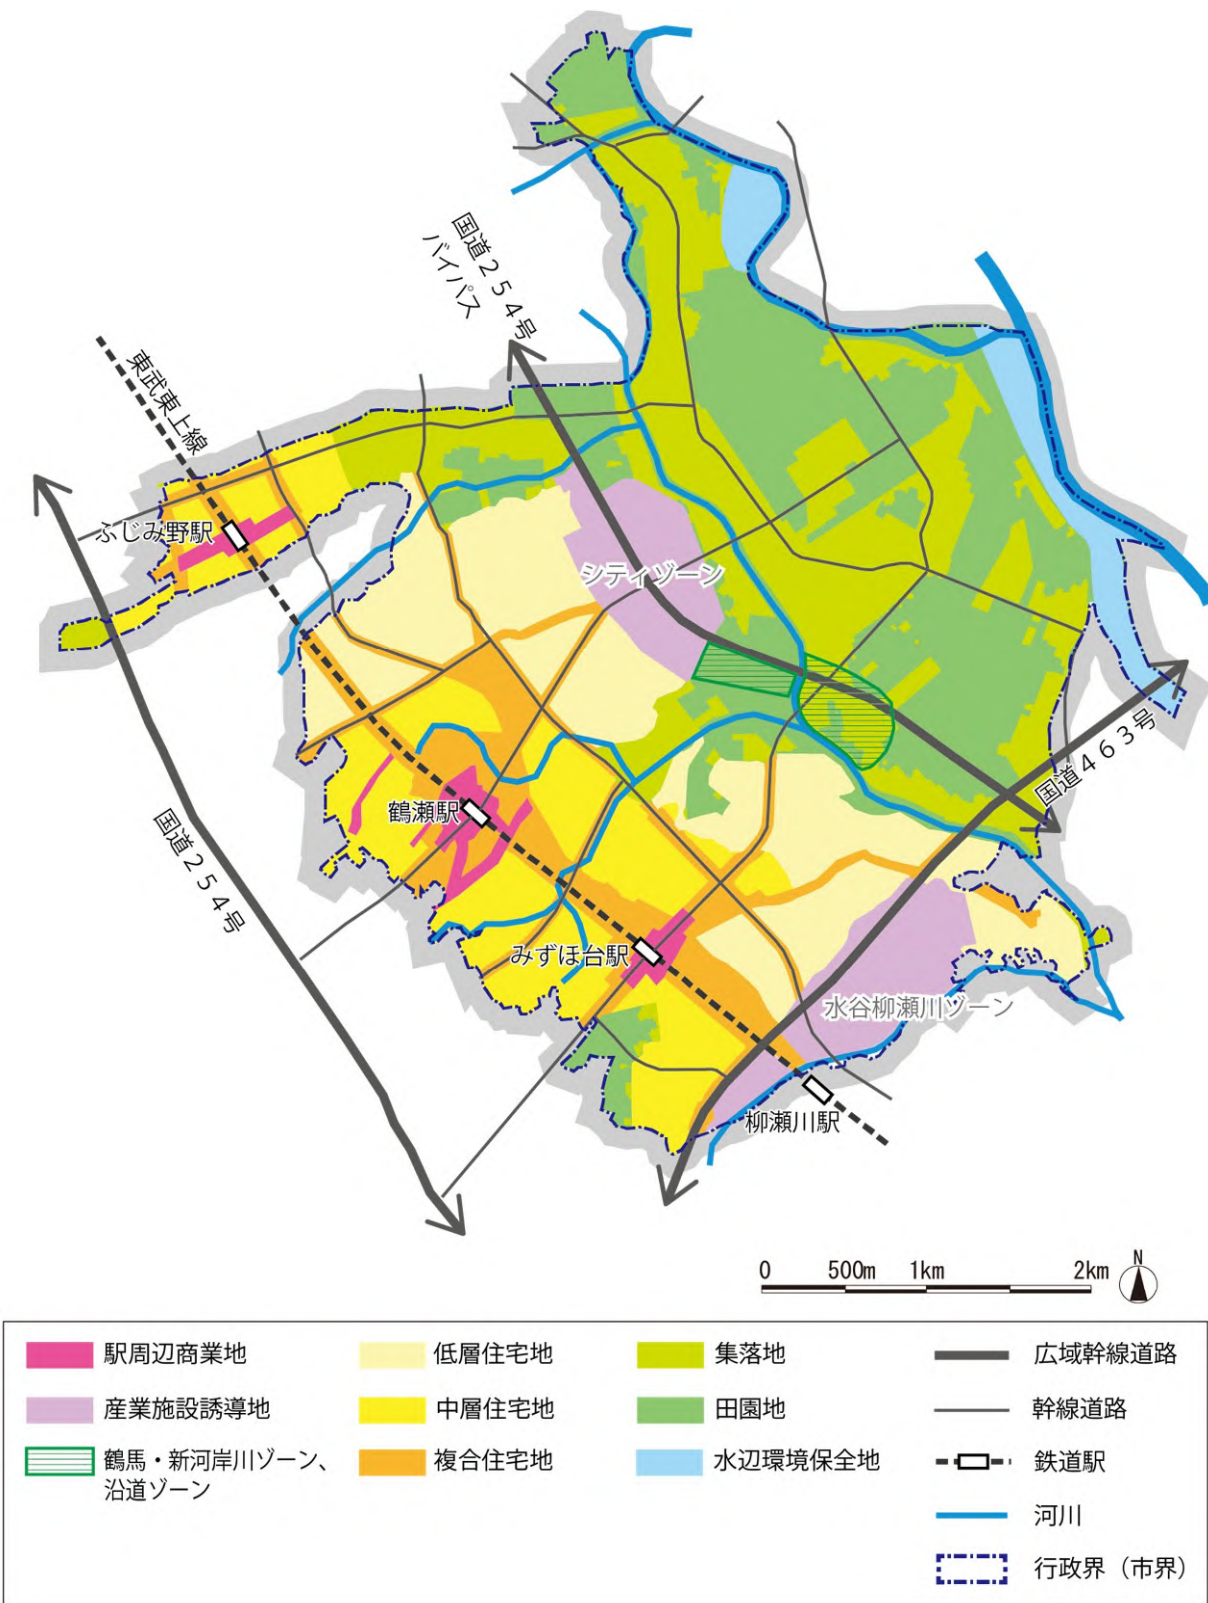 国道２５４号
バイパス
東武東上線
ふじみ野駅
シティゾーン
国道４６３号
鶴瀬駅
国道２５４号
みずほ台駅
水谷柳瀬川ゾーン
柳瀬川駅
0 500m 1km 2km
N
駅周辺商業地
低層住宅地
集落地
広域幹線道路
産業施設誘導地
中層住宅地
田園地
幹線道路
鶴馬・新河岸川ゾーン、
沿道ゾーン
複合住宅地
水辺環境保全地
鉄道駅
河川
行政界（市界）